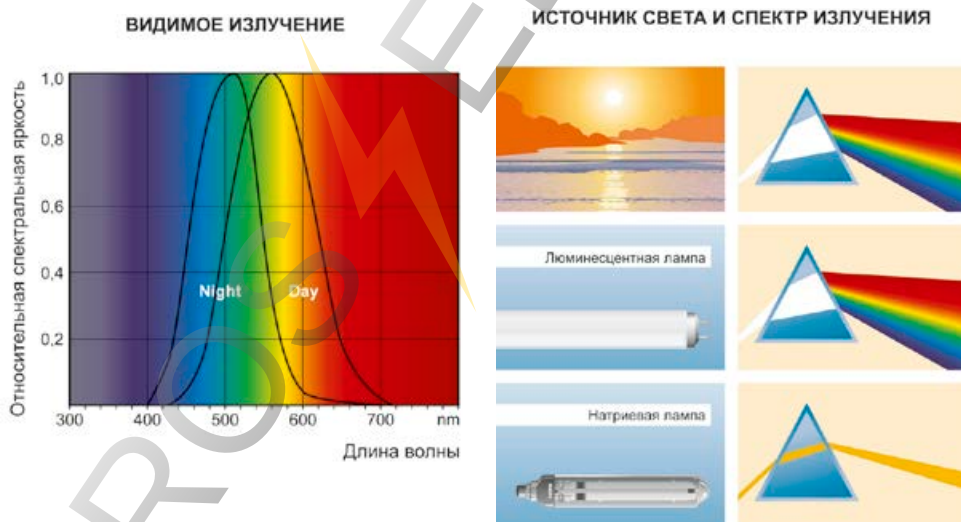 ВИДИМОЕ ИЗЛУЧЕНИЕ
Относительная спектральная яркость
1,0
0,8
0,6
0,4
0,2
Night
Day
300
400
500
600
700
nm
Длина волны
ИСТОЧНИК СВЕТА И СПЕКТР ИЗЛУЧЕНИЯ
Люминесцентная лампа
Натриевая лампа
ROS
E